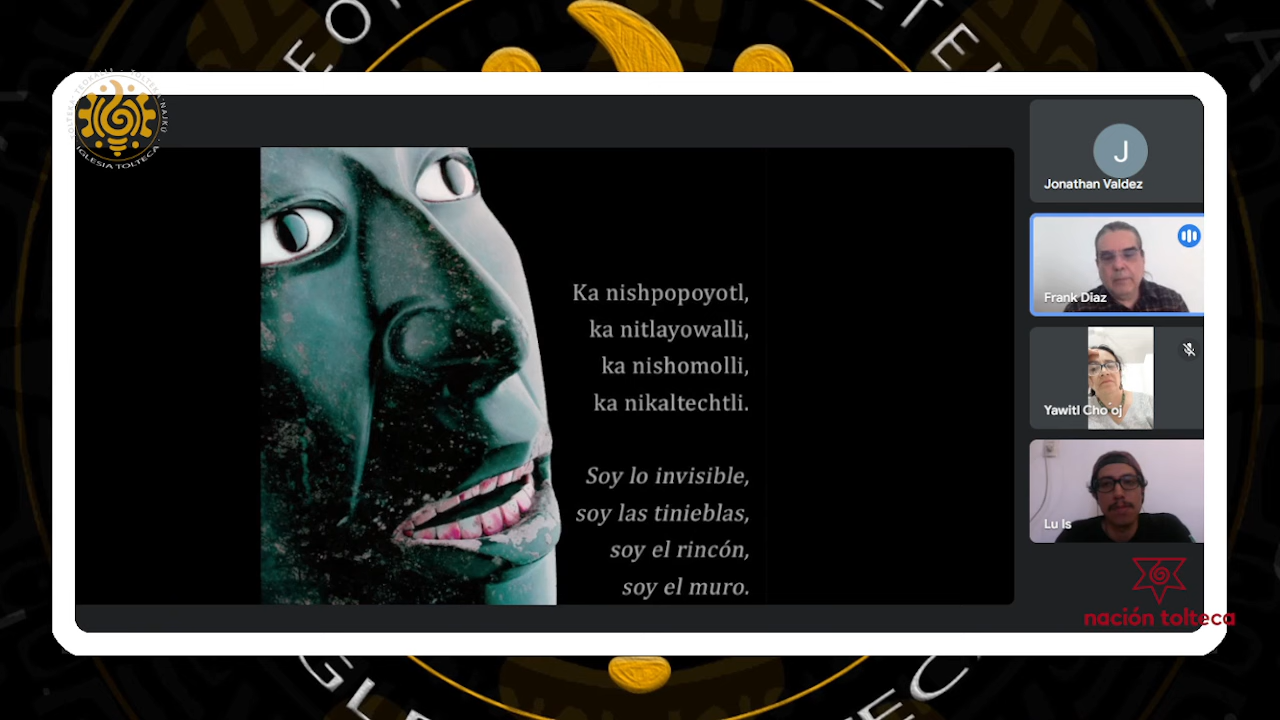 Ka nishpopoyotl,
ka nitlayowalli,
ka nishomolli,
ka nikaltechtli.
Soy lo invisible,
soy las tinieblas,
soy el rincón,
soy el muro.
J
Jonathan Valdez
Frank Diaz
Yawitl Cho oj
Lu Is
nación tolteca
IGLESIA TOLTECA